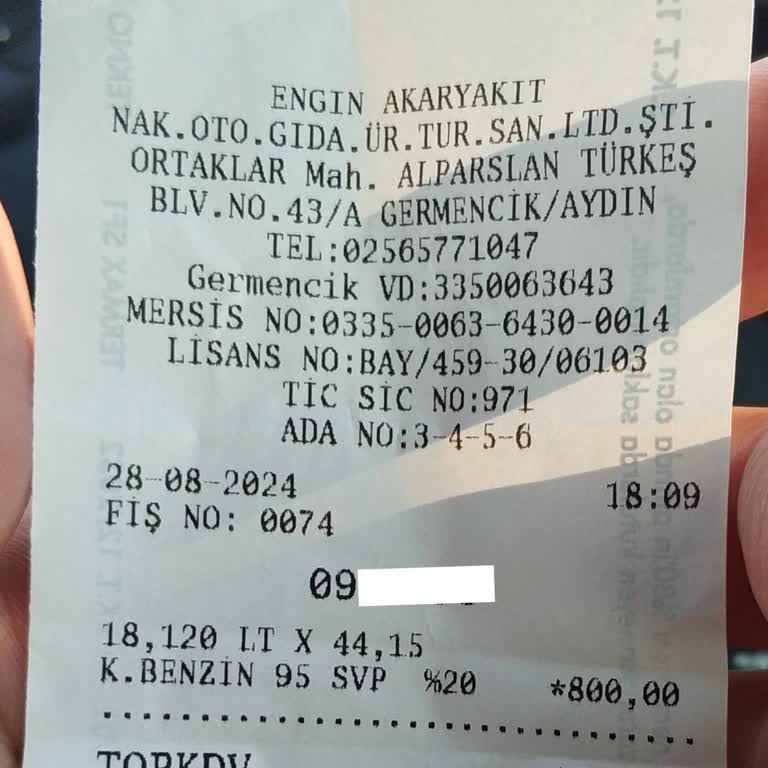 ENGIN AKARYAKIT
NAK.OTO.GIDA.ÜR.TUR.SAN.LTD.ŞTİ.
ORTAKLAR Mah. ALPARSLAN TÜRKEŞ
BLV.NO.43/A GERMENCİK/AYDIN
TEL:02565771047
Germencik VD:3350063643
MERSİS NO:0335-0063-6430-0014
LİSANS NO:BAY/459-30/06103
TİC SİC NO:971
ADA NO:3-4-5-6
28-08-2024 18:09
FİŞ NO: 0074
09
18,120 LT X 44,15
K.BENZİN 95 SVP %20 *800,00
TOPKDV